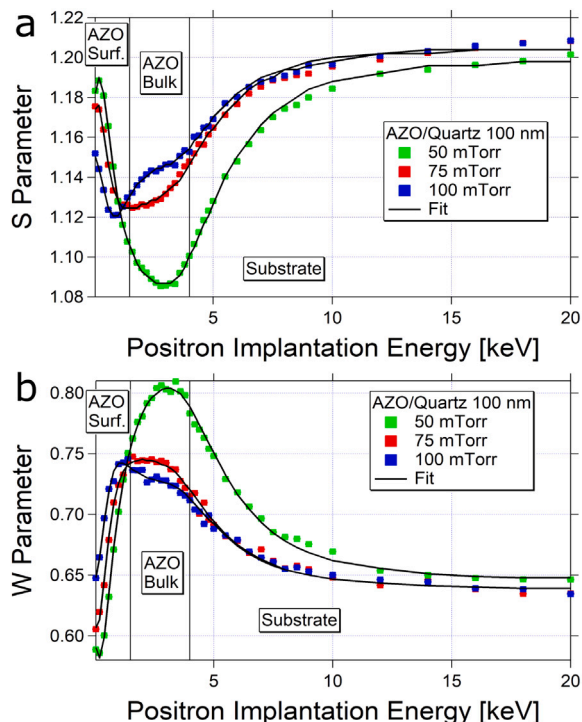 a
1.22
1.20
1.18
1.16
1.14
1.12
1.10
1.08
S Parameter
AZO
Surf.
AZO
Bulk
AZO/Quartz 100 nm
50 mTorr
75 mTorr
100 mTorr
Fit
Substrate
5
10
15
20
Positron Implantation Energy [keV]
b
0.80
0.75
0.70
0.65
0.60
W Parameter
AZO
Surf.
AZO/Quartz 100 nm
50 mTorr
75 mTorr
100 mTorr
Fit
AZO
Bulk
Substrate
5
10
15
20
Positron Implantation Energy [keV]